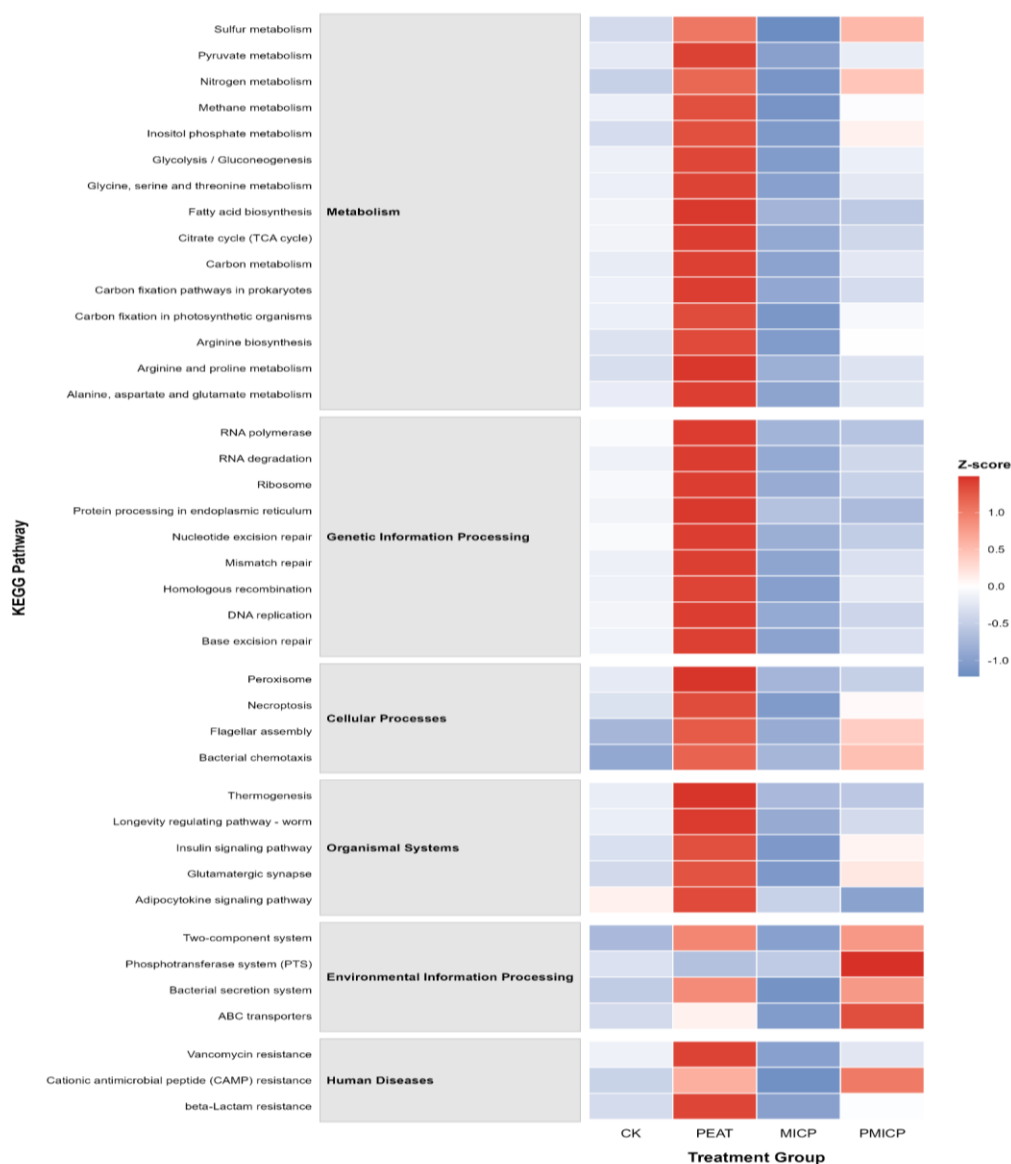 Sulfur metabolism
Pyruvate metabolism
Nitrogen metabolism
Methane metabolism
Inositol phosphate metabolism
Glycolysis / Gluconeogenesis
Glycine, serine and threonine metabolism
Fatty acid biosynthesis
Metabolism
Citrate cycle (TCA cycle)
Carbon metabolism
Carbon fixation pathways in prokaryotes
Carbon fixation in photosynthetic organisms
Arginine biosynthesis
Arginine and proline metabolism
Alanine, aspartate and glutamate metabolism
RNA polymerase
RNA degradation
Ribosome
Protein processing in endoplasmic reticulum
Nucleotide excision repair
Genetic Information Processing
Mismatch repair
Homologous recombination
DNA replication
Base excision repair
Peroxisome
Necroptosis
Cellular Processes
Flagellar assembly
Bacterial chemotaxis
Thermogenesis
Longevity regulating pathway - worm
Insulin signaling pathway
Organismal Systems
Glutamatergic synapse
Adipocytokine signaling pathway
Two-component system
Phosphotransferase system (PTS)
Environmental Information Processing
Bacterial secretion system
ABC transporters
Vancomycin resistance
Cationic antimicrobial peptide (CAMP) resistance
Human Diseases
beta-Lactam resistance
KEGG Pathway
CK
PEAT
MICP
PMICP
Treatment Group
Z-score
1.0
0.5
0.0
-0.5
-1.0